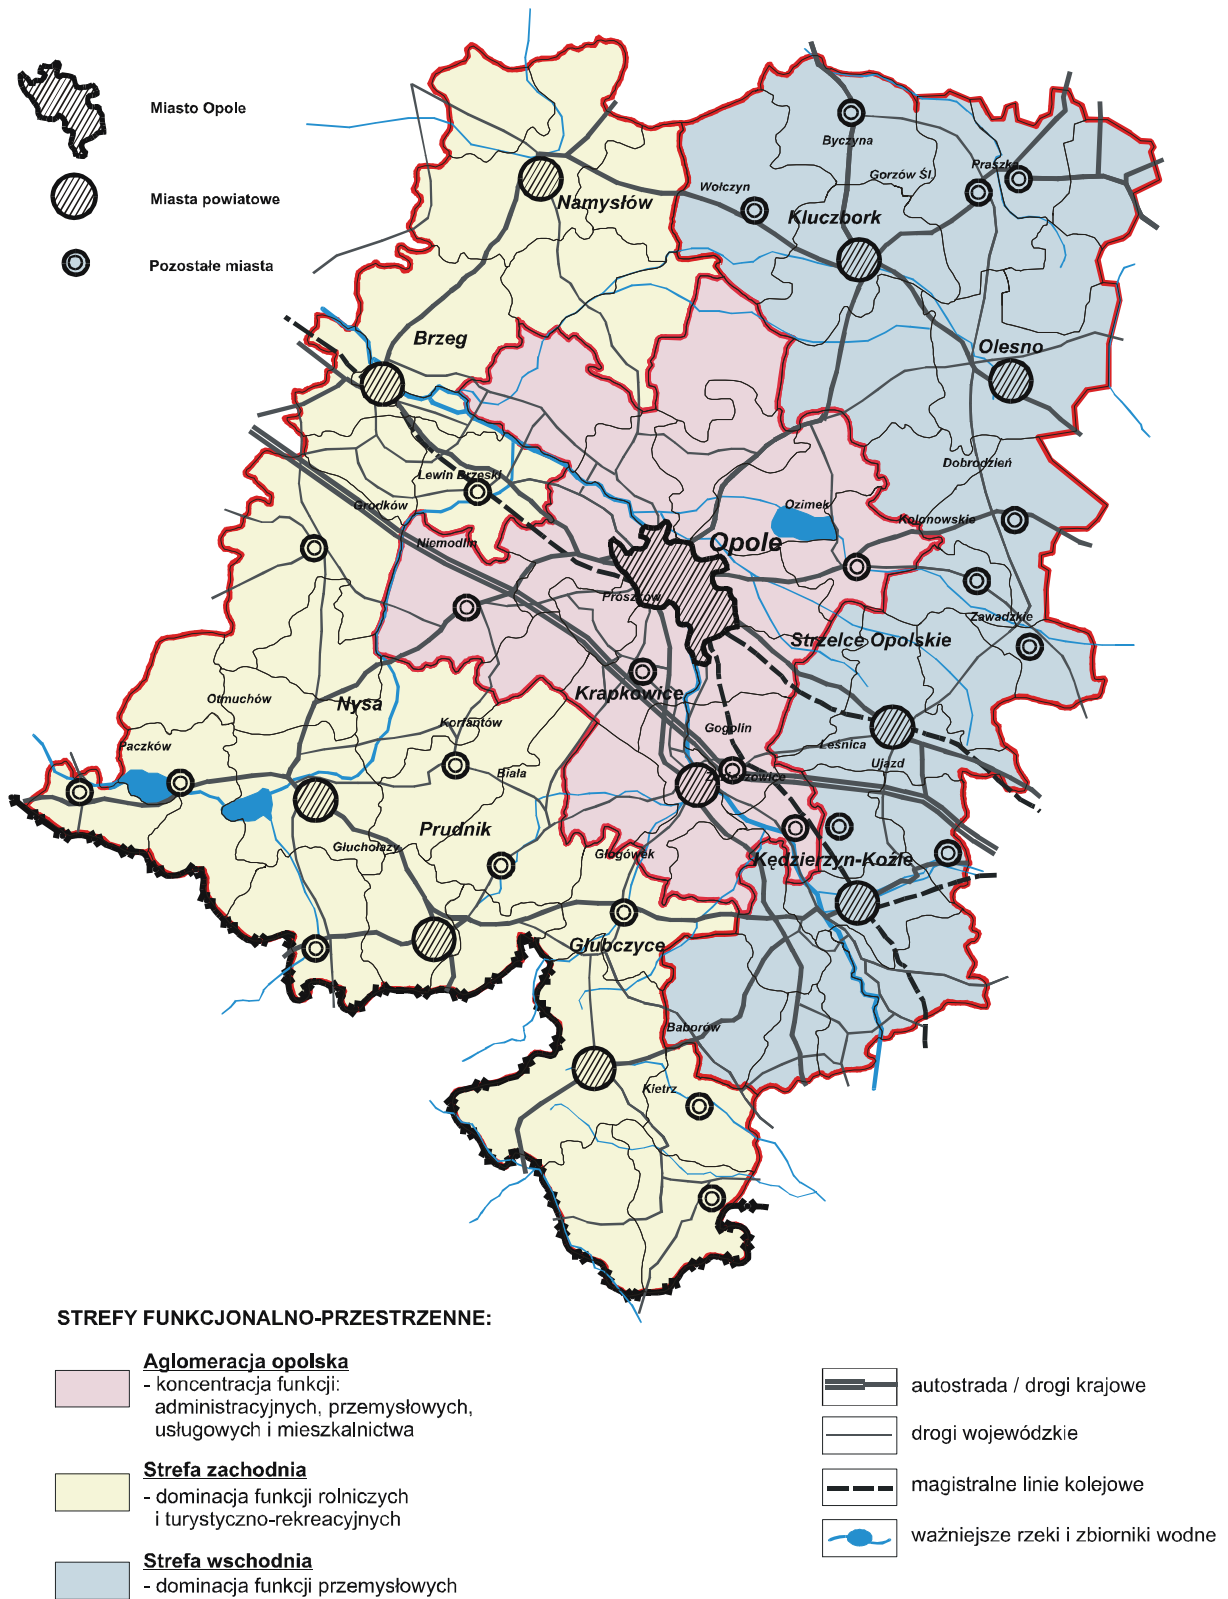 Miasto Opole
Miasta powiatowe
Pozostałe miasta
Byczyna
Praszka
Gorzów Śl.
Wołczyn
Namysłów
Kluczbork
Brzeg
Olesno
Dobrodzień
Lewin Brzeski
Grodków
Ozimek
Kolonowskie
Niemodlin
Opole
Prószków
Zawadzkie
Strzelce Opolskie
Krapkowice
Otmuchów
Nysa
Korfantów
Gogolin
Paczków
Leśnica
Ujazd
Biała
Zdzieszowice
Prudnik
Głuchołazy
Głogówek
Kędzierzyn-Koźle
Głubczyce
Baborów
Kietrz
STREFY FUNKCJONALNO-PRZESTRZENNE:
Aglomeracja opolska
- koncentracja funkcji:
administracyjnych, przemysłowych,
usługowych i mieszkalnictwa
Strefa zachodnia
- dominacja funkcji rolniczych
i turystyczno-rekreacyjnych
Strefa wschodnia
- dominacja funkcji przemysłowych
autostrada / drogi krajowe
drogi wojewódzkie
magistralne linie kolejowe
ważniejsze rzeki i zbiorniki wodne